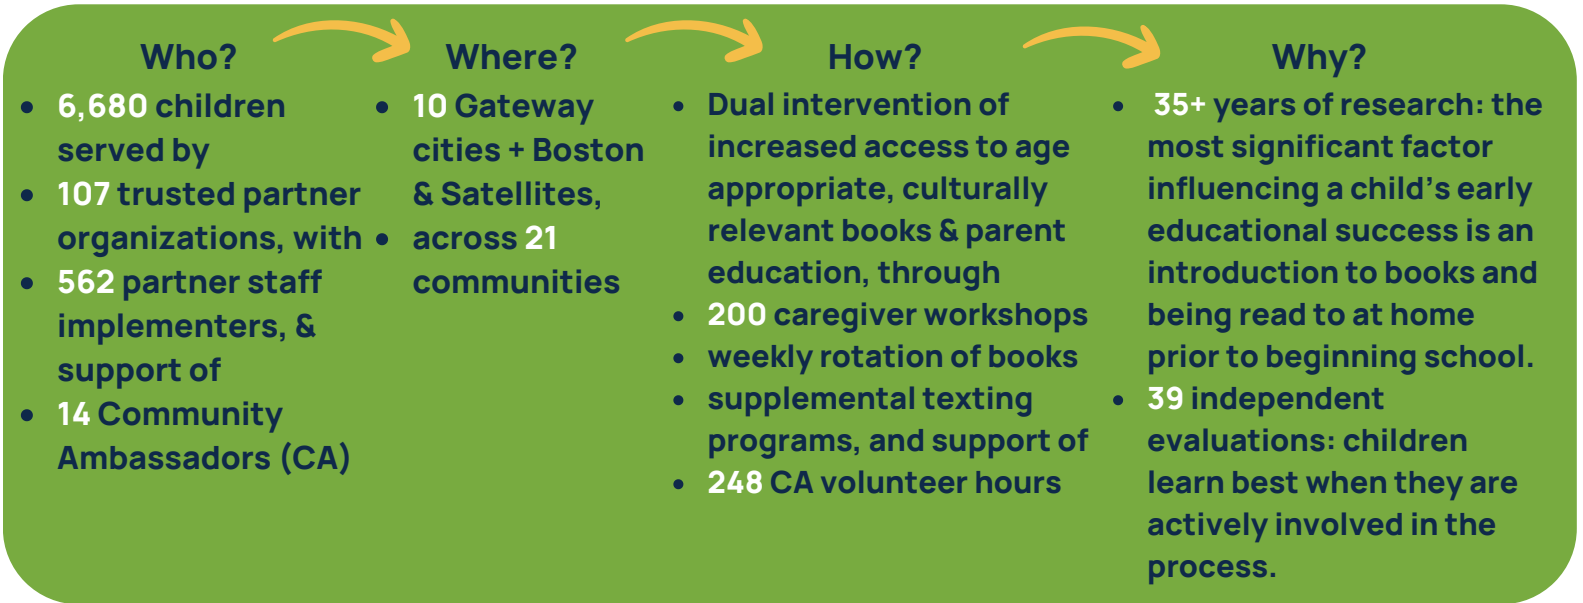 Who?
• 6,680 children
served by
• 107 trusted partner
organizations, with
• 562 partner staff
implementers, &
support of
• 14 Community
Ambassadors (CA)
Where?
• 10 Gateway
cities + Boston
& Satellites,
• across 21
communities
How?
• Dual intervention of
increased access to age
appropriate, culturally
relevant books & parent
education, through
• 200 caregiver workshops
• weekly rotation of books
• supplemental texting
programs, and support of
• 248 CA volunteer hours
Why?
• 35+ years of research: the
most significant factor
influencing a child's early
educational success is an
introduction to books and
being read to at home
prior to beginning school.
• 39 independent
evaluations: children
learn best when they are
actively involved in the
process.